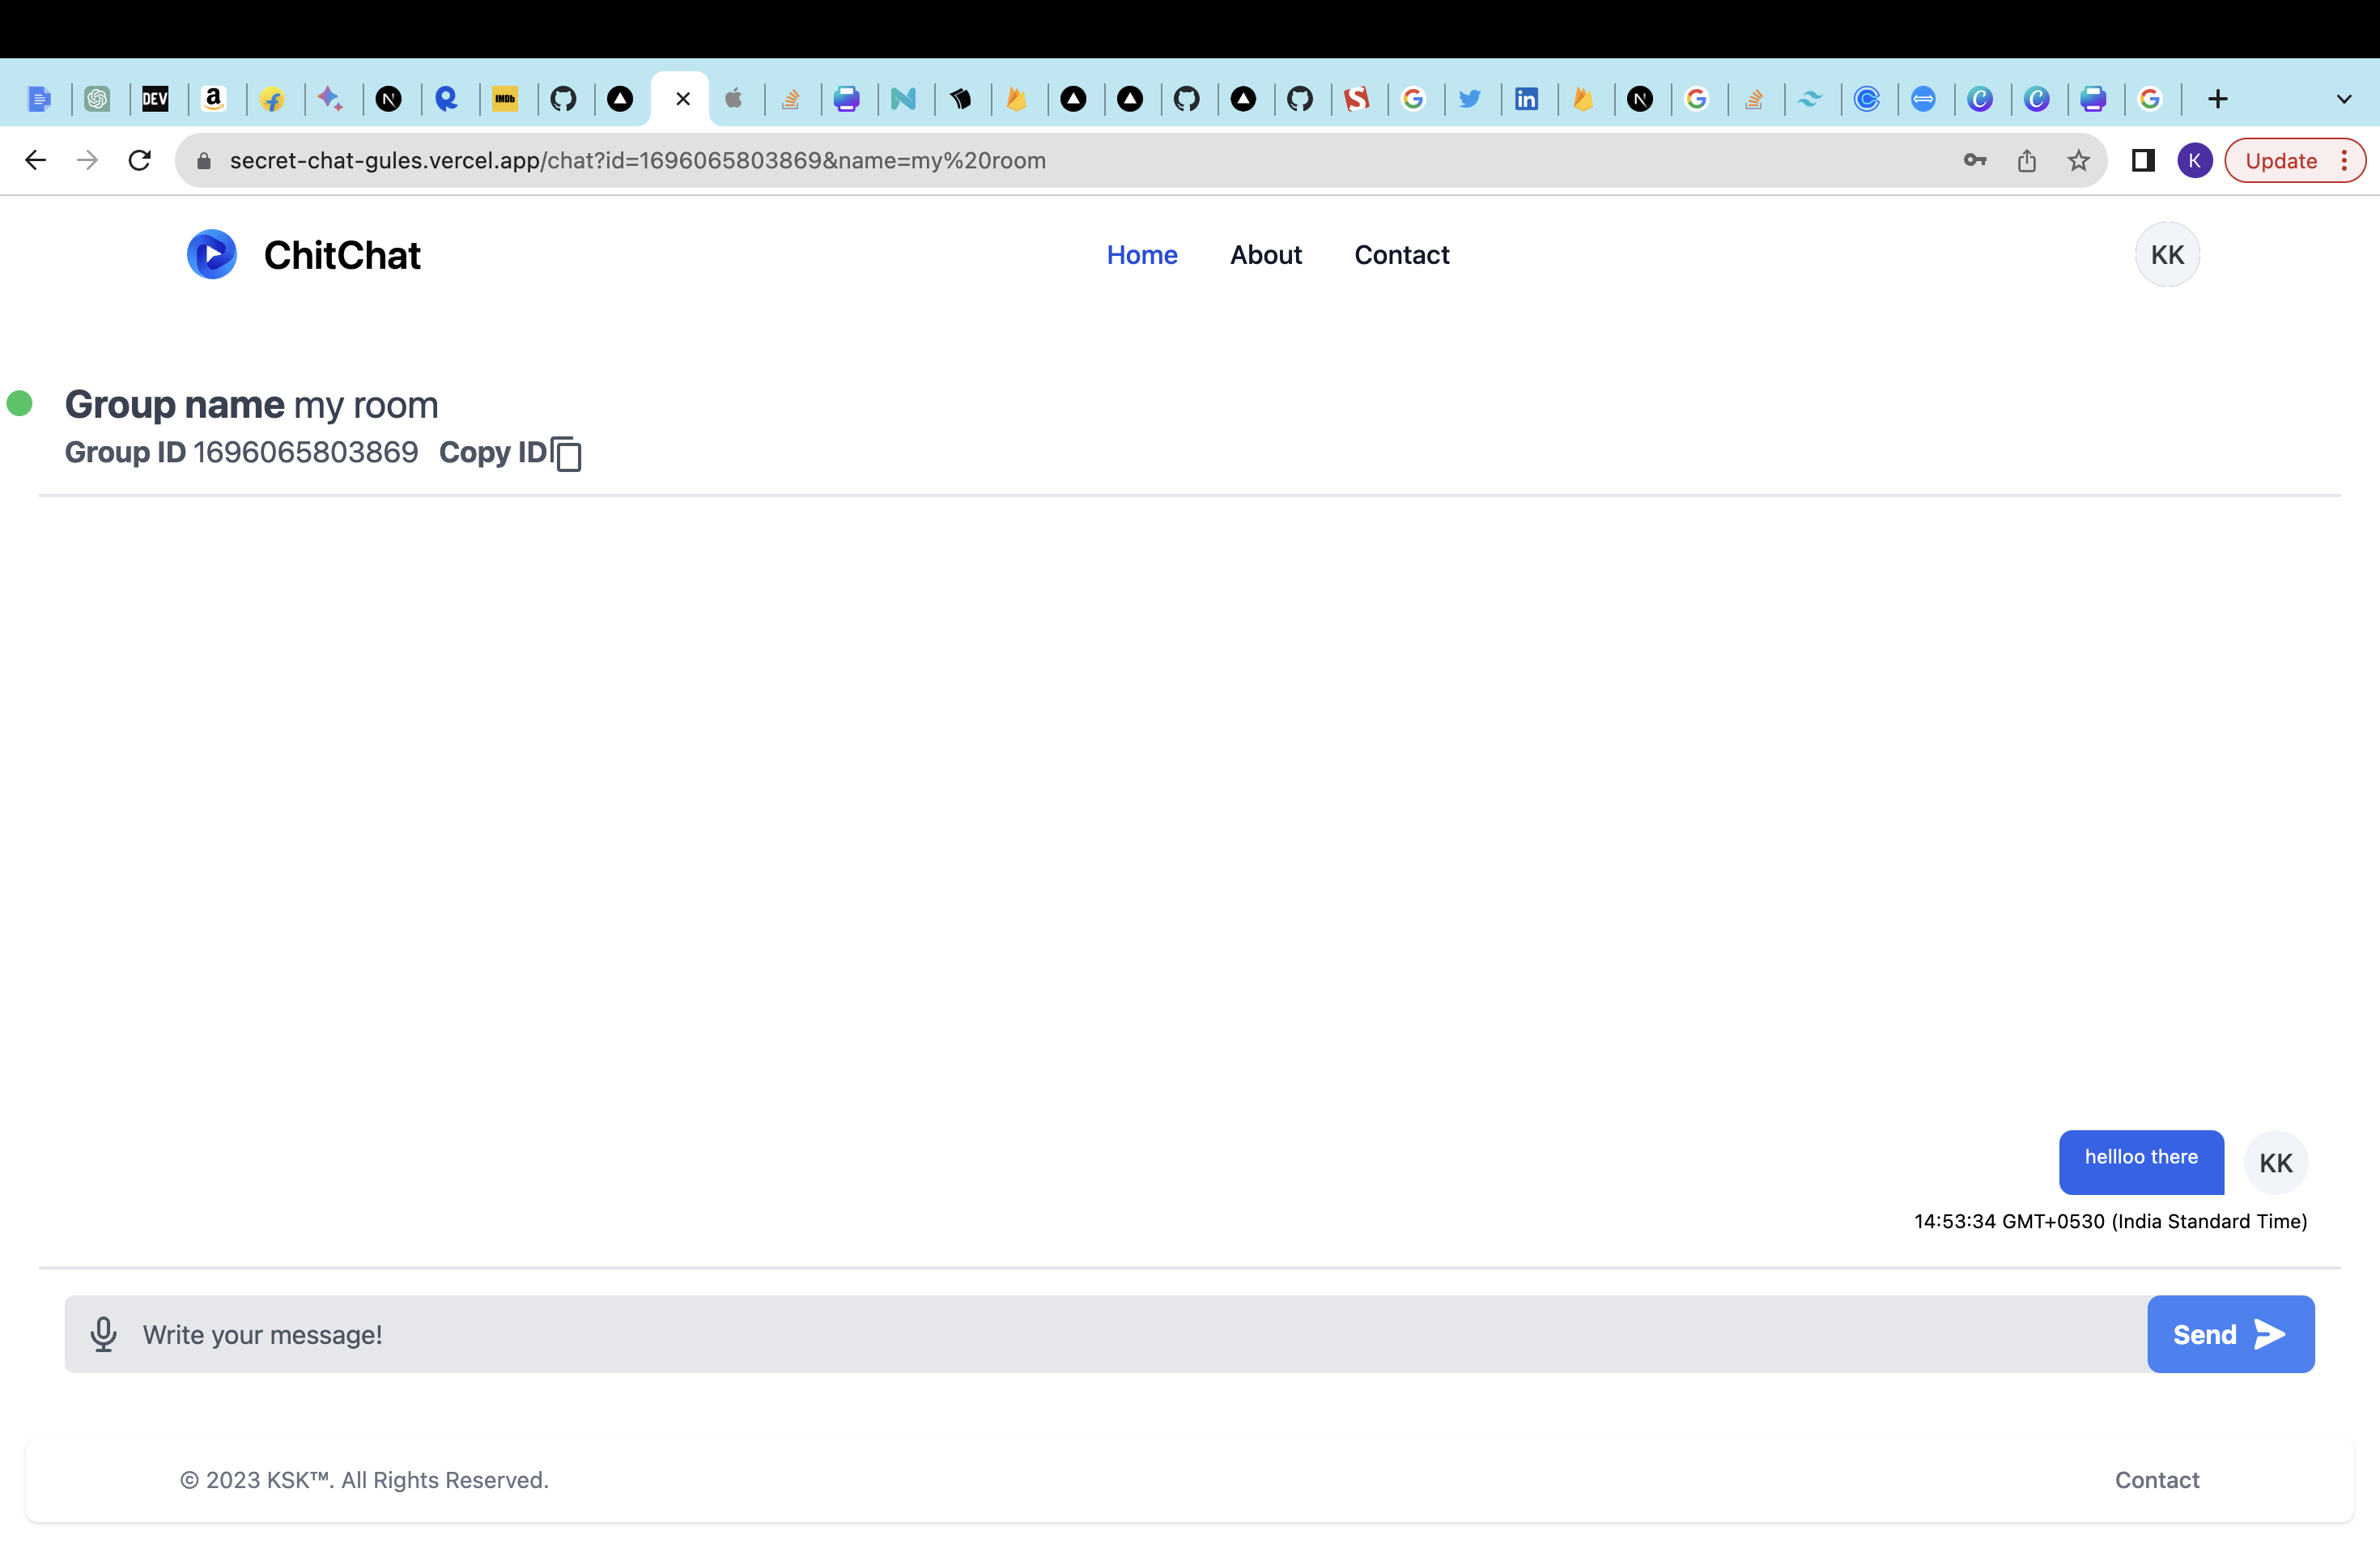 DEV
IMDb
secret-chat-gules.vercel.app/chat?id=1696065803869&name=my%20room
K
Update
ChitChat
Home
About
Contact
KK
Group name my room
Group ID 1696065803869 Copy ID
hellloo there
KK
14:53:34 GMT+0530 (India Standard Time)
Write your message!
Send
© 2023 KSK™. All Rights Reserved.
Contact